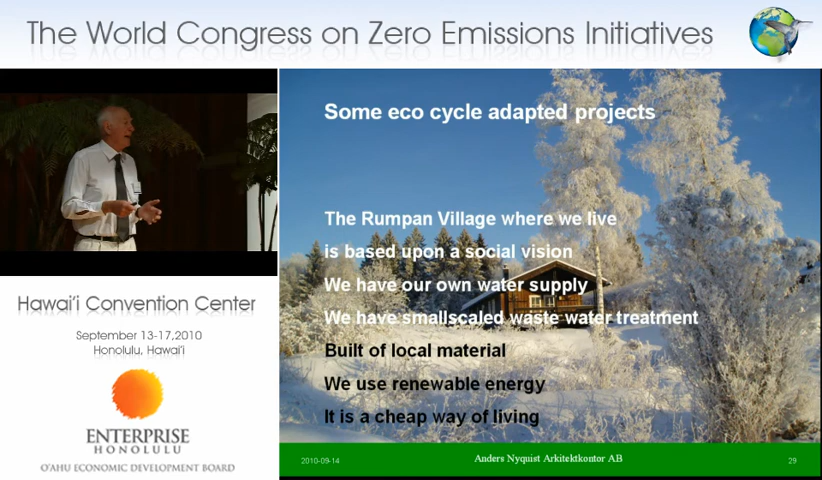 The World Congress on Zero Emissions Initiatives
Some eco cycle adapted projects
The Rumpan Village where we live
is based upon a social vision
We have our own water supply
We have smallscaled waste water treatment
Built of local material
We use renewable energy
It is a cheap way of living
2010-09-14
Anders Nyquist Arkitektkontor AB
29
Hawai'i Convention Center
September 13-17,2010
Honolulu, Hawai'i
ENTERPRISE
HONOLULU
O'AHU ECONOMIC DEVELOPMENT BOARD